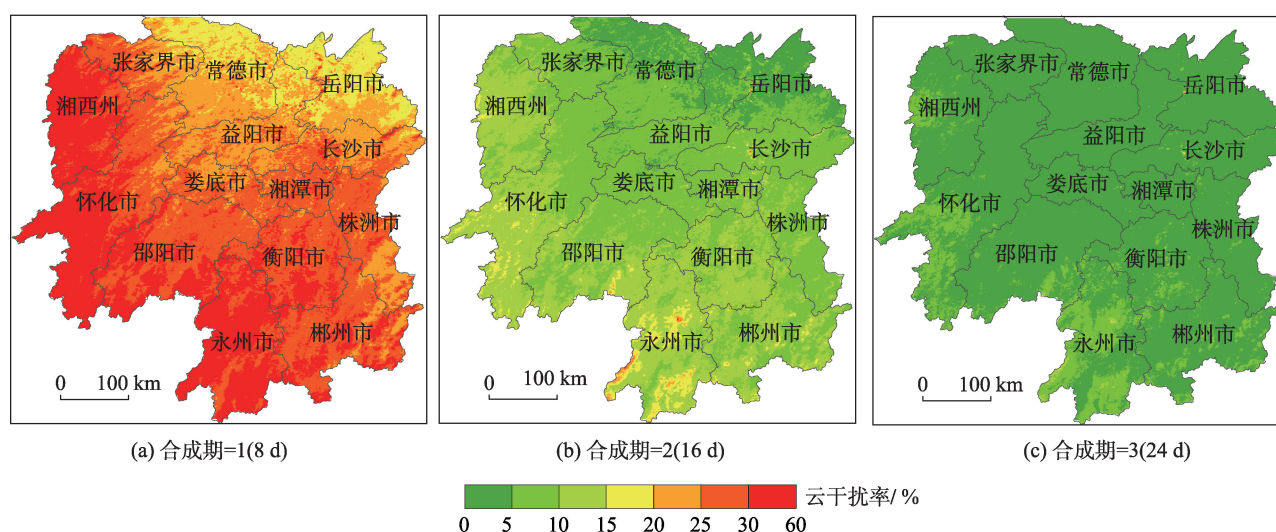 张家界市
常德市
岳阳市
湘西州
益阳市
长沙市
娄底市
湘潭市
怀化市
株洲市
邵阳市
衡阳市
永州市
郴州市
0 100 km
(a) 合成期=1(8 d)
张家界市
常德市
岳阳市
湘西州
益阳市
长沙市
娄底市
湘潭市
怀化市
株洲市
邵阳市
衡阳市
永州市
郴州市
0 100 km
(b) 合成期=2(16 d)
张家界市
常德市
岳阳市
湘西州
益阳市
长沙市
娄底市
湘潭市
怀化市
株洲市
邵阳市
衡阳市
永州市
郴州市
0 100 km
(c) 合成期=3(24 d)
云干扰率/ %
0 5 10 15 20 25 30 60